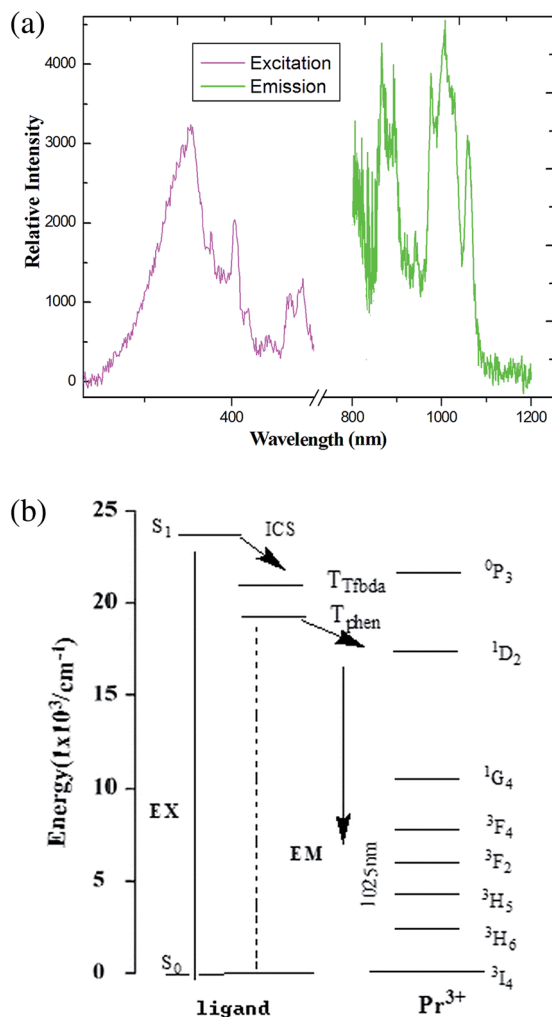 (a)
Excitation
Emission
Relative Intensity
4000
3000
2000
1000
0
400
800
1000
1200
Wavelength (nm)
(b)
Energy(1x10³/cm⁻¹)
25
20
15
10
5
0
S₁
ICS
T_Tfbda
T_phen
⁰P₃
¹D₂
¹G₄
³F₄
³F₂
³H₅
³H₆
³I₄
EX
EM
1025nm
S₀
ligand
Pr³⁺